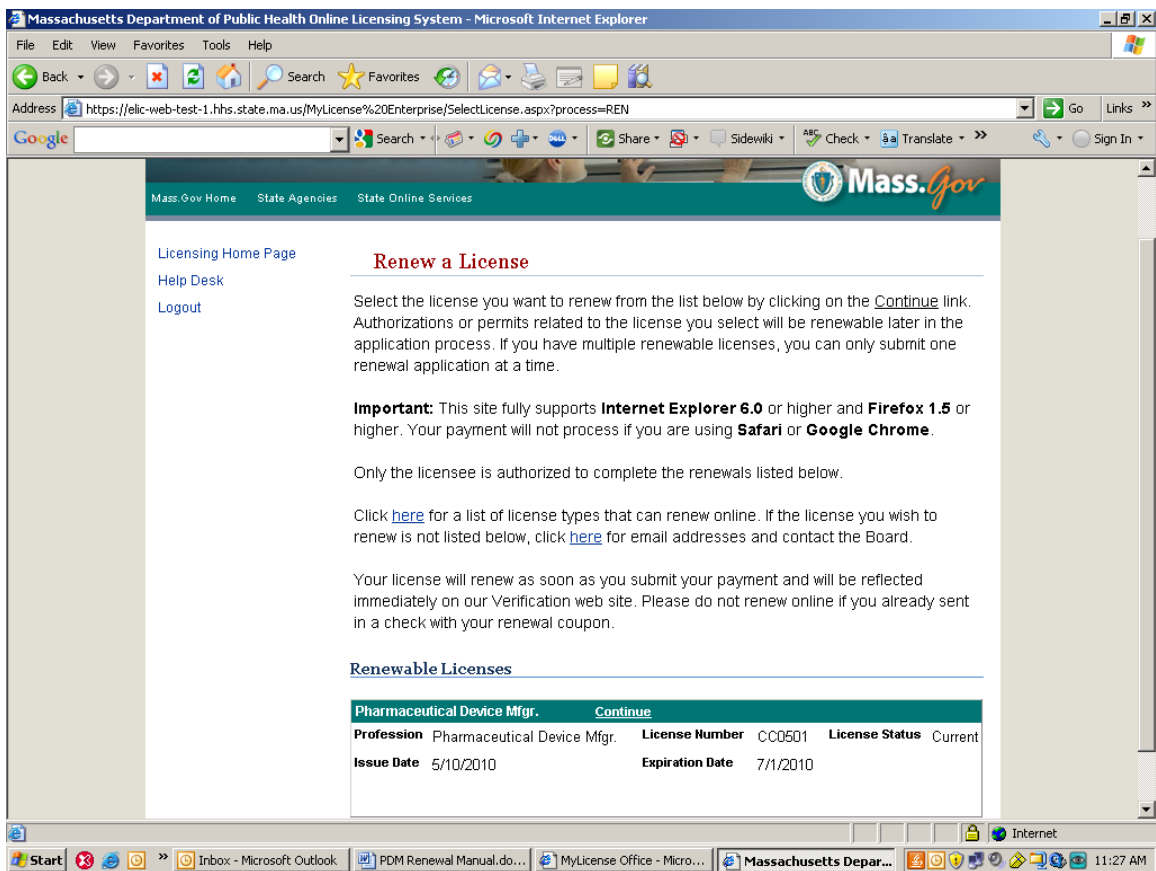 Massachusetts Department of Public Health Online Licensing System - Microsoft Internet Explorer
File Edit View Favorites Tools Help
Back Search Favorites
Address https://elic-web-test-1.hhs.state.ma.us/MyLicense%20Enterprise/SelectLicense.aspx?process=REN Go Links »
Google Search Share Sidewiki ABC Check Translate » Sign In
Mass.Gov
Mass.Gov Home State Agencies State Online Services
Licensing Home Page
Help Desk
Logout
Renew a License
Select the license you want to renew from the list below by clicking on the Continue link.
Authorizations or permits related to the license you select will be renewable later in the
application process. If you have multiple renewable licenses, you can only submit one
renewal application at a time.
Important: This site fully supports Internet Explorer 6.0 or higher and Firefox 1.5 or
higher. Your payment will not process if you are using Safari or Google Chrome.
Only the licensee is authorized to complete the renewals listed below.
Click here for a list of license types that can renew online. If the license you wish to
renew is not listed below, click here for email addresses and contact the Board.
Your license will renew as soon as you submit your payment and will be reflected
immediately on our Verification web site. Please do not renew online if you already sent
in a check with your renewal coupon.
Renewable Licenses
Pharmaceutical Device Mfgr. Continue
Profession Pharmaceutical Device Mfgr. License Number CC0501 License Status Current
Issue Date 5/10/2010 Expiration Date 7/1/2010
Internet
Start » Inbox - Microsoft Outlook PDM Renewal Manual.do... MyLicense Office - Micro... Massachusetts Depar... 11:27 AM